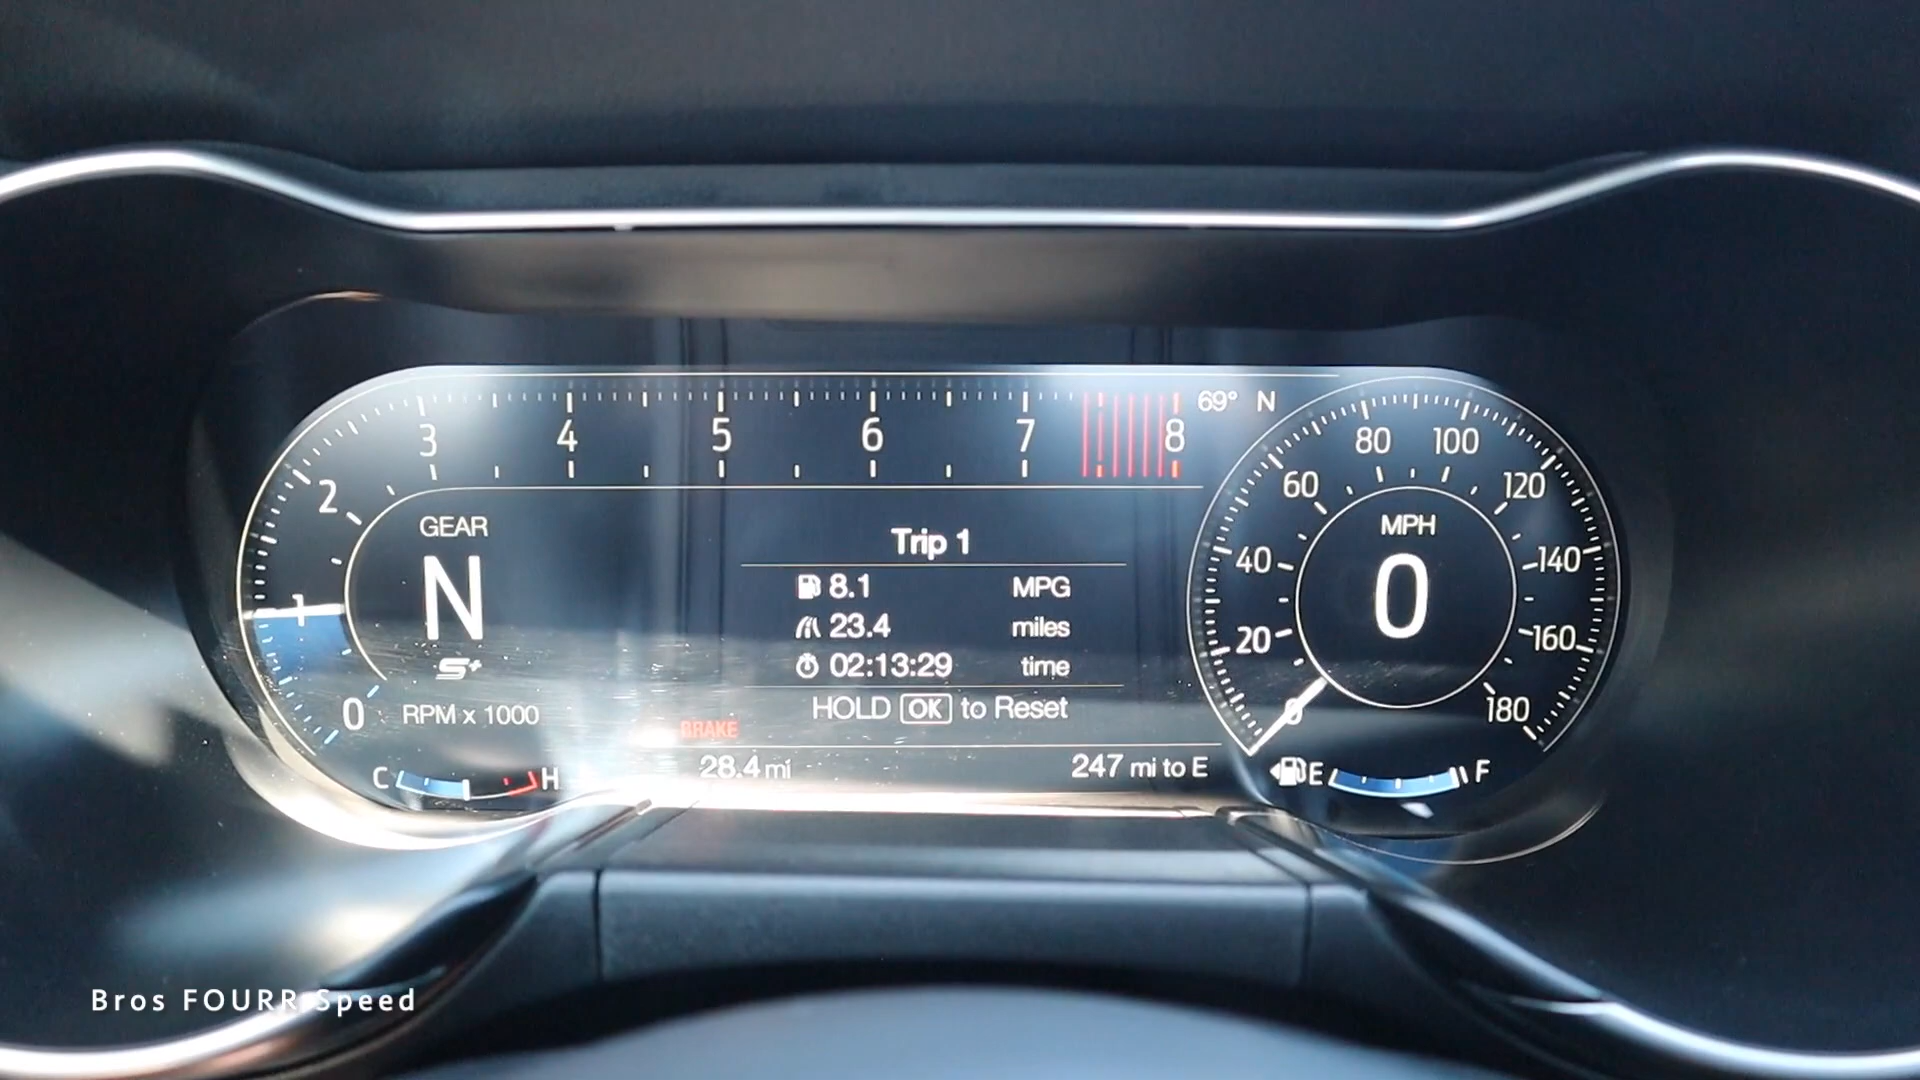 3 4 5 6 7 8
69° N
2
1
0
GEAR
N
S+
RPM x 1000
C H
Trip 1
8.1 MPG
23.4 miles
02:13:29 time
HOLD OK to Reset
BRAKE
28.4 mi 247 mi to E
80 100
60 120
40 140
20 160
0 180
MPH
0
E F
Bros FOURR Speed